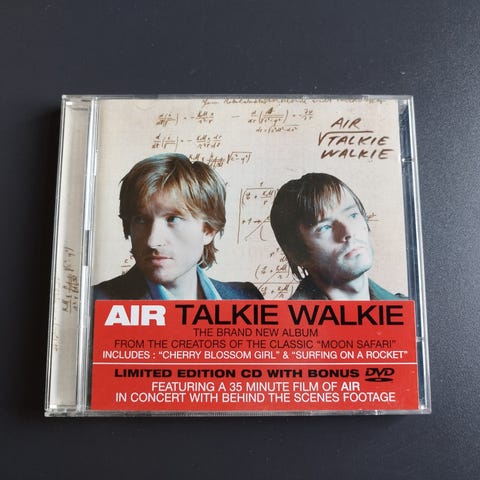 AIR
√TALKIE
WALKIE
AIR TALKIE WALKIE
THE BRAND NEW ALBUM
FROM THE CREATORS OF THE CLASSIC "MOON SAFARI"
INCLUDES : "CHERRY BLOSSOM GIRL" & "SURFING ON A ROCKET"
LIMITED EDITION CD WITH BONUS DVD
FEATURING A 35 MINUTE FILM OF AIR
IN CONCERT WITH BEHIND THE SCENES FOOTAGE